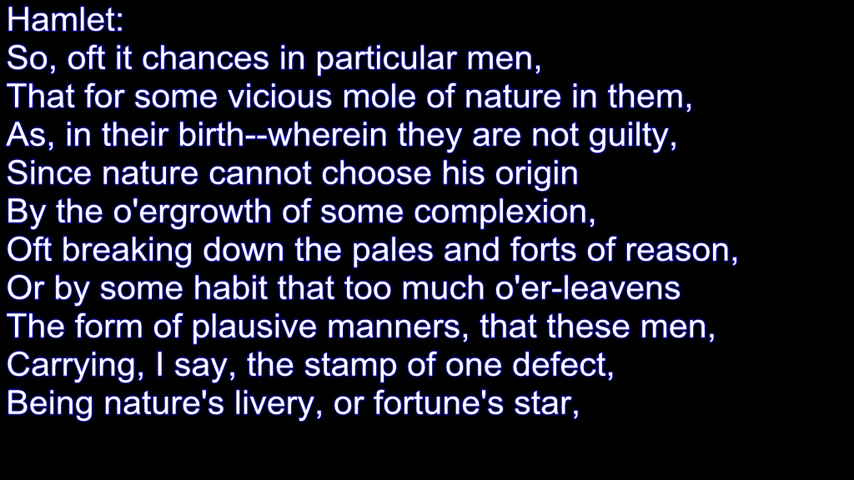 Hamlet:
So, oft it chances in particular men,
That for some vicious mole of nature in them,
As, in their birth--wherein they are not guilty,
Since nature cannot choose his origin
By the o'ergrowth of some complexion,
Oft breaking down the pales and forts of reason,
Or by some habit that too much o'er-leavens
The form of plausive manners, that these men,
Carrying, I say, the stamp of one defect,
Being nature's livery, or fortune's star,